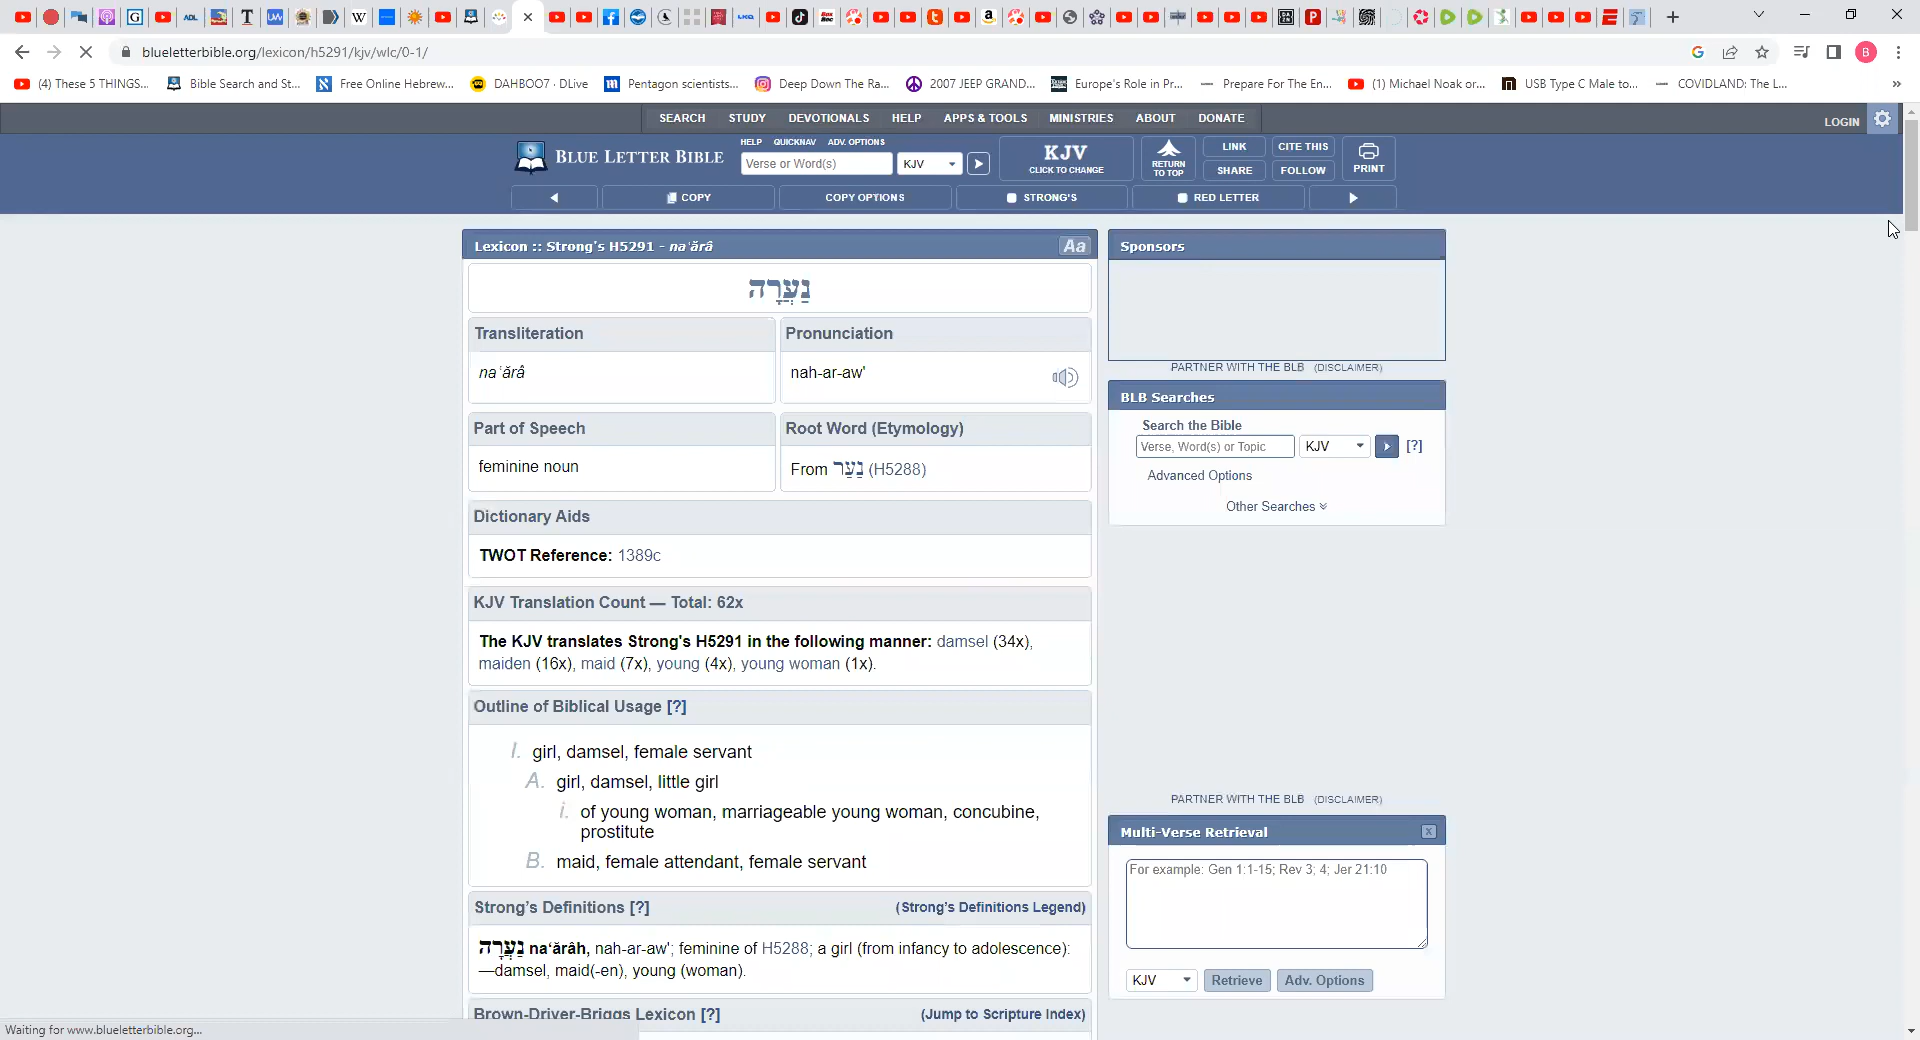 blueletterbible.org/lexicon/h5291/kjv/wlc/0-1/
(4) These 5 THINGS...
Bible Search and St...
Free Online Hebrew...
DAHBOO7 · DLive
Pentagon scientists...
Deep Down The Ra...
2007 JEEP GRAND...
Europe's Role in Pr...
Prepare For The En...
(1) Michael Noak or...
USB Type C Male to...
COVIDLAND: The L...
SEARCH STUDY DEVOTIONALS HELP APPS & TOOLS MINISTRIES ABOUT DONATE
LOGIN
BLUE LETTER BIBLE
HELP QUICKNAV ADV. OPTIONS
Verse or Word(s)
KJV
KJV
CLICK TO CHANGE
RETURN
TO TOP
LINK
CITE THIS
SHARE
FOLLOW
PRINT
COPY
COPY OPTIONS
STRONG'S
RED LETTER
Lexicon :: Strong's H5291 - naʿărâ
Aa
נַעֲרָה
Transliteration
naʿărâ
Pronunciation
nah-ar-aw'
Part of Speech
feminine noun
Root Word (Etymology)
From נַעַר (H5288)
Dictionary Aids
TWOT Reference: 1389c
KJV Translation Count — Total: 62x
The KJV translates Strong's H5291 in the following manner: damsel (34x),
maiden (16x), maid (7x), young (4x), young woman (1x).
Outline of Biblical Usage [?]
I. girl, damsel, female servant
A. girl, damsel, little girl
i. of young woman, marriageable young woman, concubine,
prostitute
B. maid, female attendant, female servant
Strong's Definitions [?]
(Strong's Definitions Legend)
נַעֲרָה naʻărâh, nah-ar-aw'; feminine of H5288; a girl (from infancy to adolescence):
—damsel, maid(-en), young (woman).
Brown-Driver-Briggs Lexicon [?]
(Jump to Scripture Index)
Sponsors
PARTNER WITH THE BLB (DISCLAIMER)
BLB Searches
Search the Bible
Verse, Word(s) or Topic
KJV
[?]
Advanced Options
Other Searches
PARTNER WITH THE BLB (DISCLAIMER)
Multi-Verse Retrieval
x
For example: Gen 1:1-15; Rev 3; 4; Jer 21:10
KJV
Retrieve
Adv. Options
Waiting for www.blueletterbible.org...